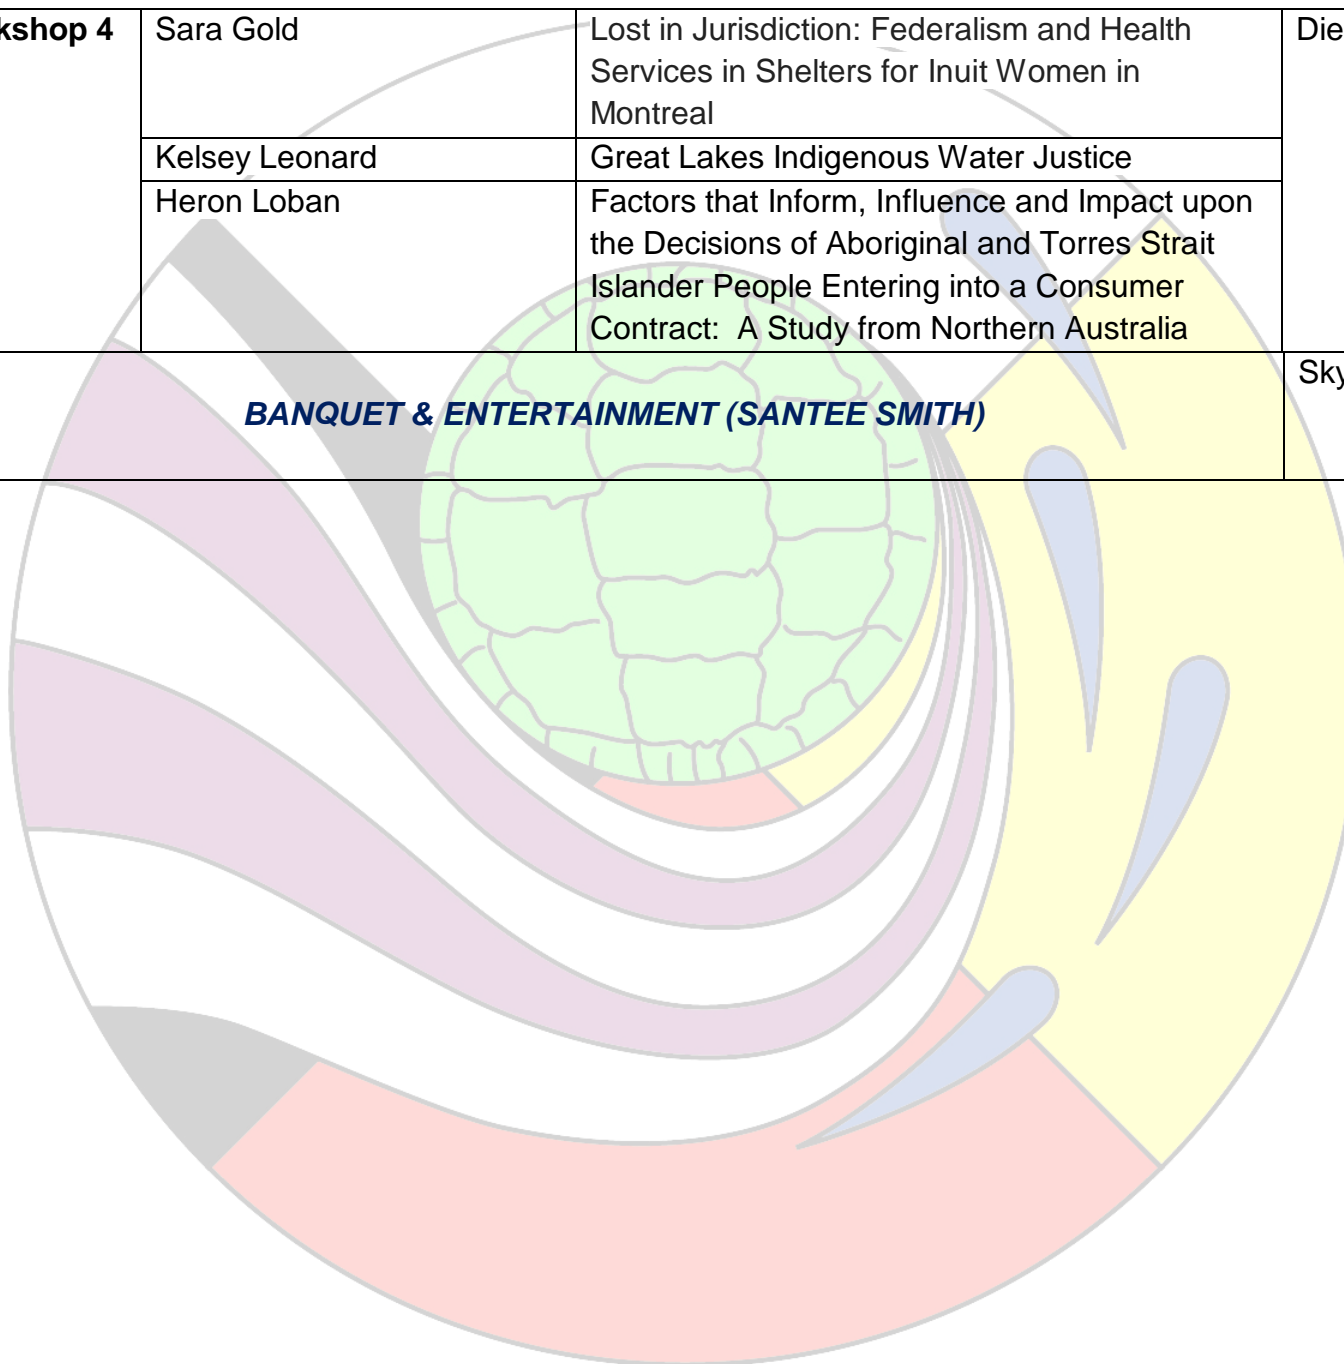 kshop 4
Sara Gold
Lost in Jurisdiction: Federalism and Health
Services in Shelters for Inuit Women in
Montreal
Die
Kelsey Leonard
Great Lakes Indigenous Water Justice
Heron Loban
Factors that Inform, Influence and Impact upon
the Decisions of Aboriginal and Torres Strait
Islander People Entering into a Consumer
Contract: A Study from Northern Australia
BANQUET & ENTERTAINMENT (SANTEE SMITH)
Sky